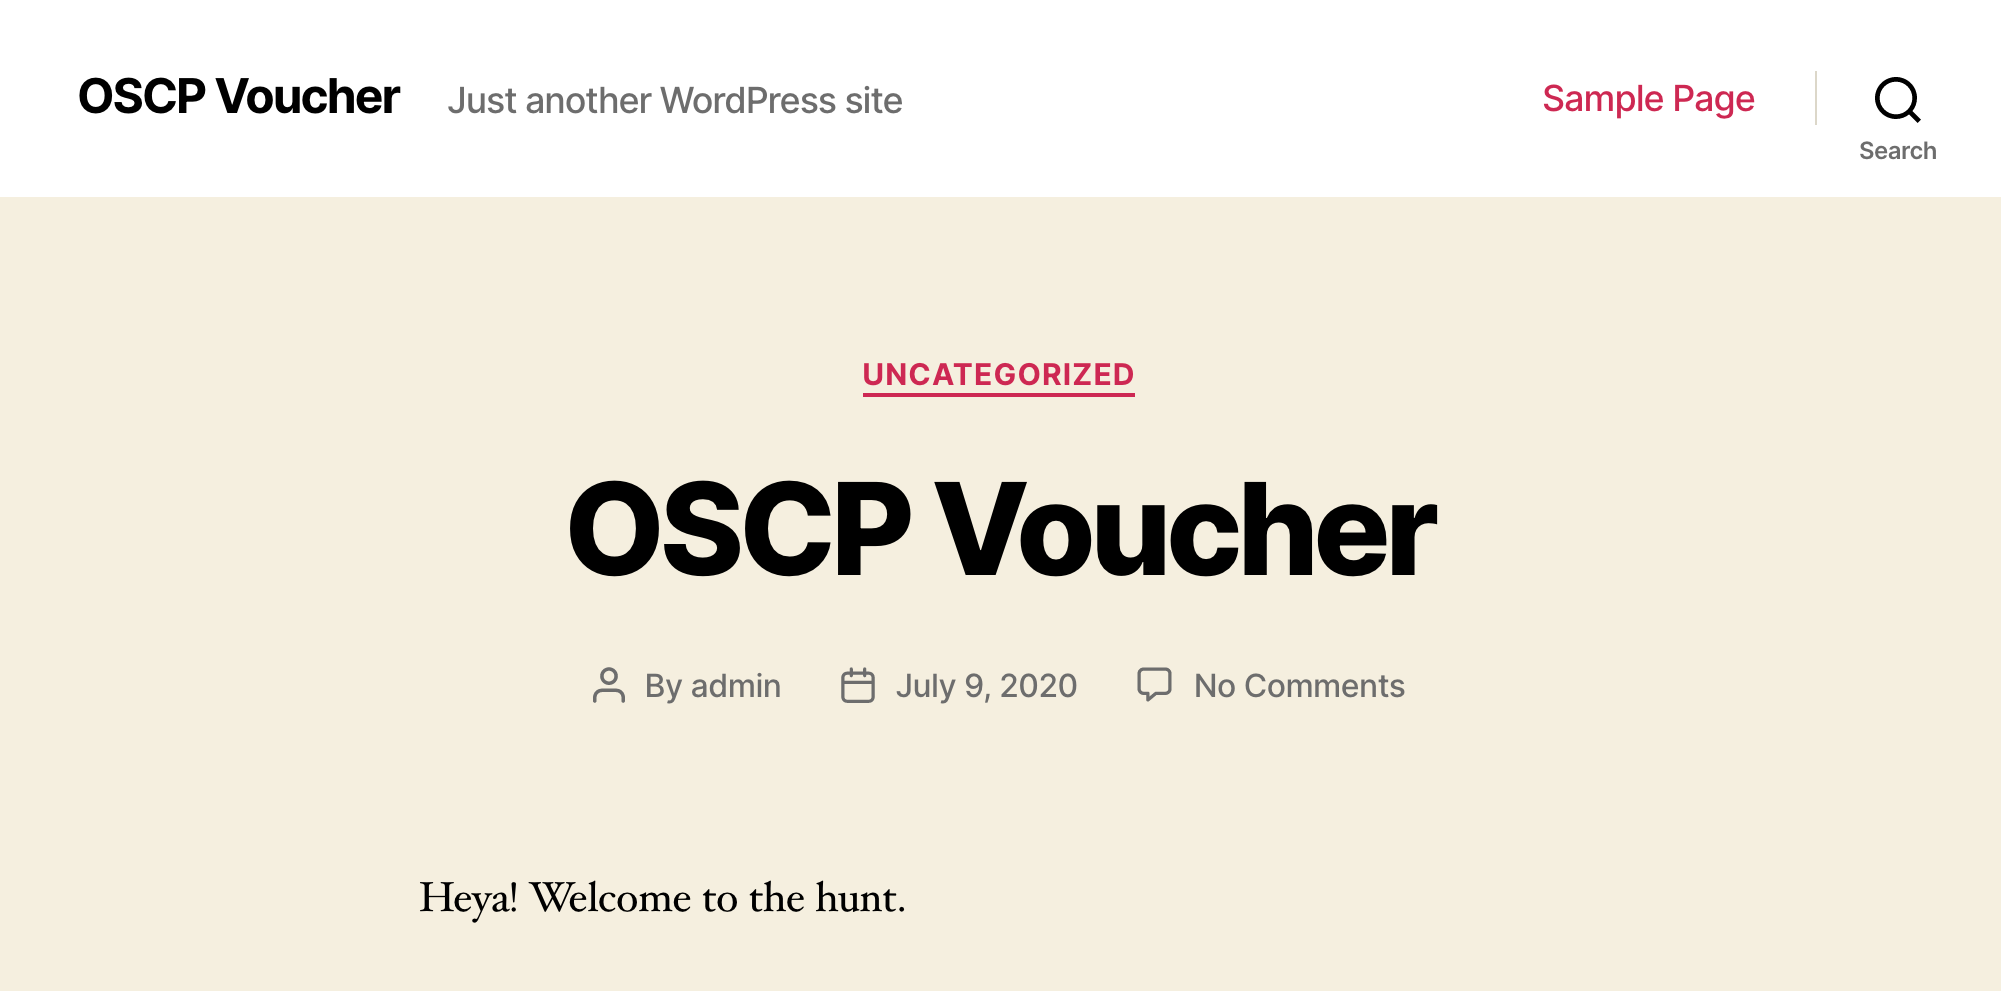 OSCP Voucher Just another WordPress site Sample Page
Search
UNCATEGORIZED
OSCP Voucher
By admin July 9, 2020 No Comments
Heya! Welcome to the hunt.